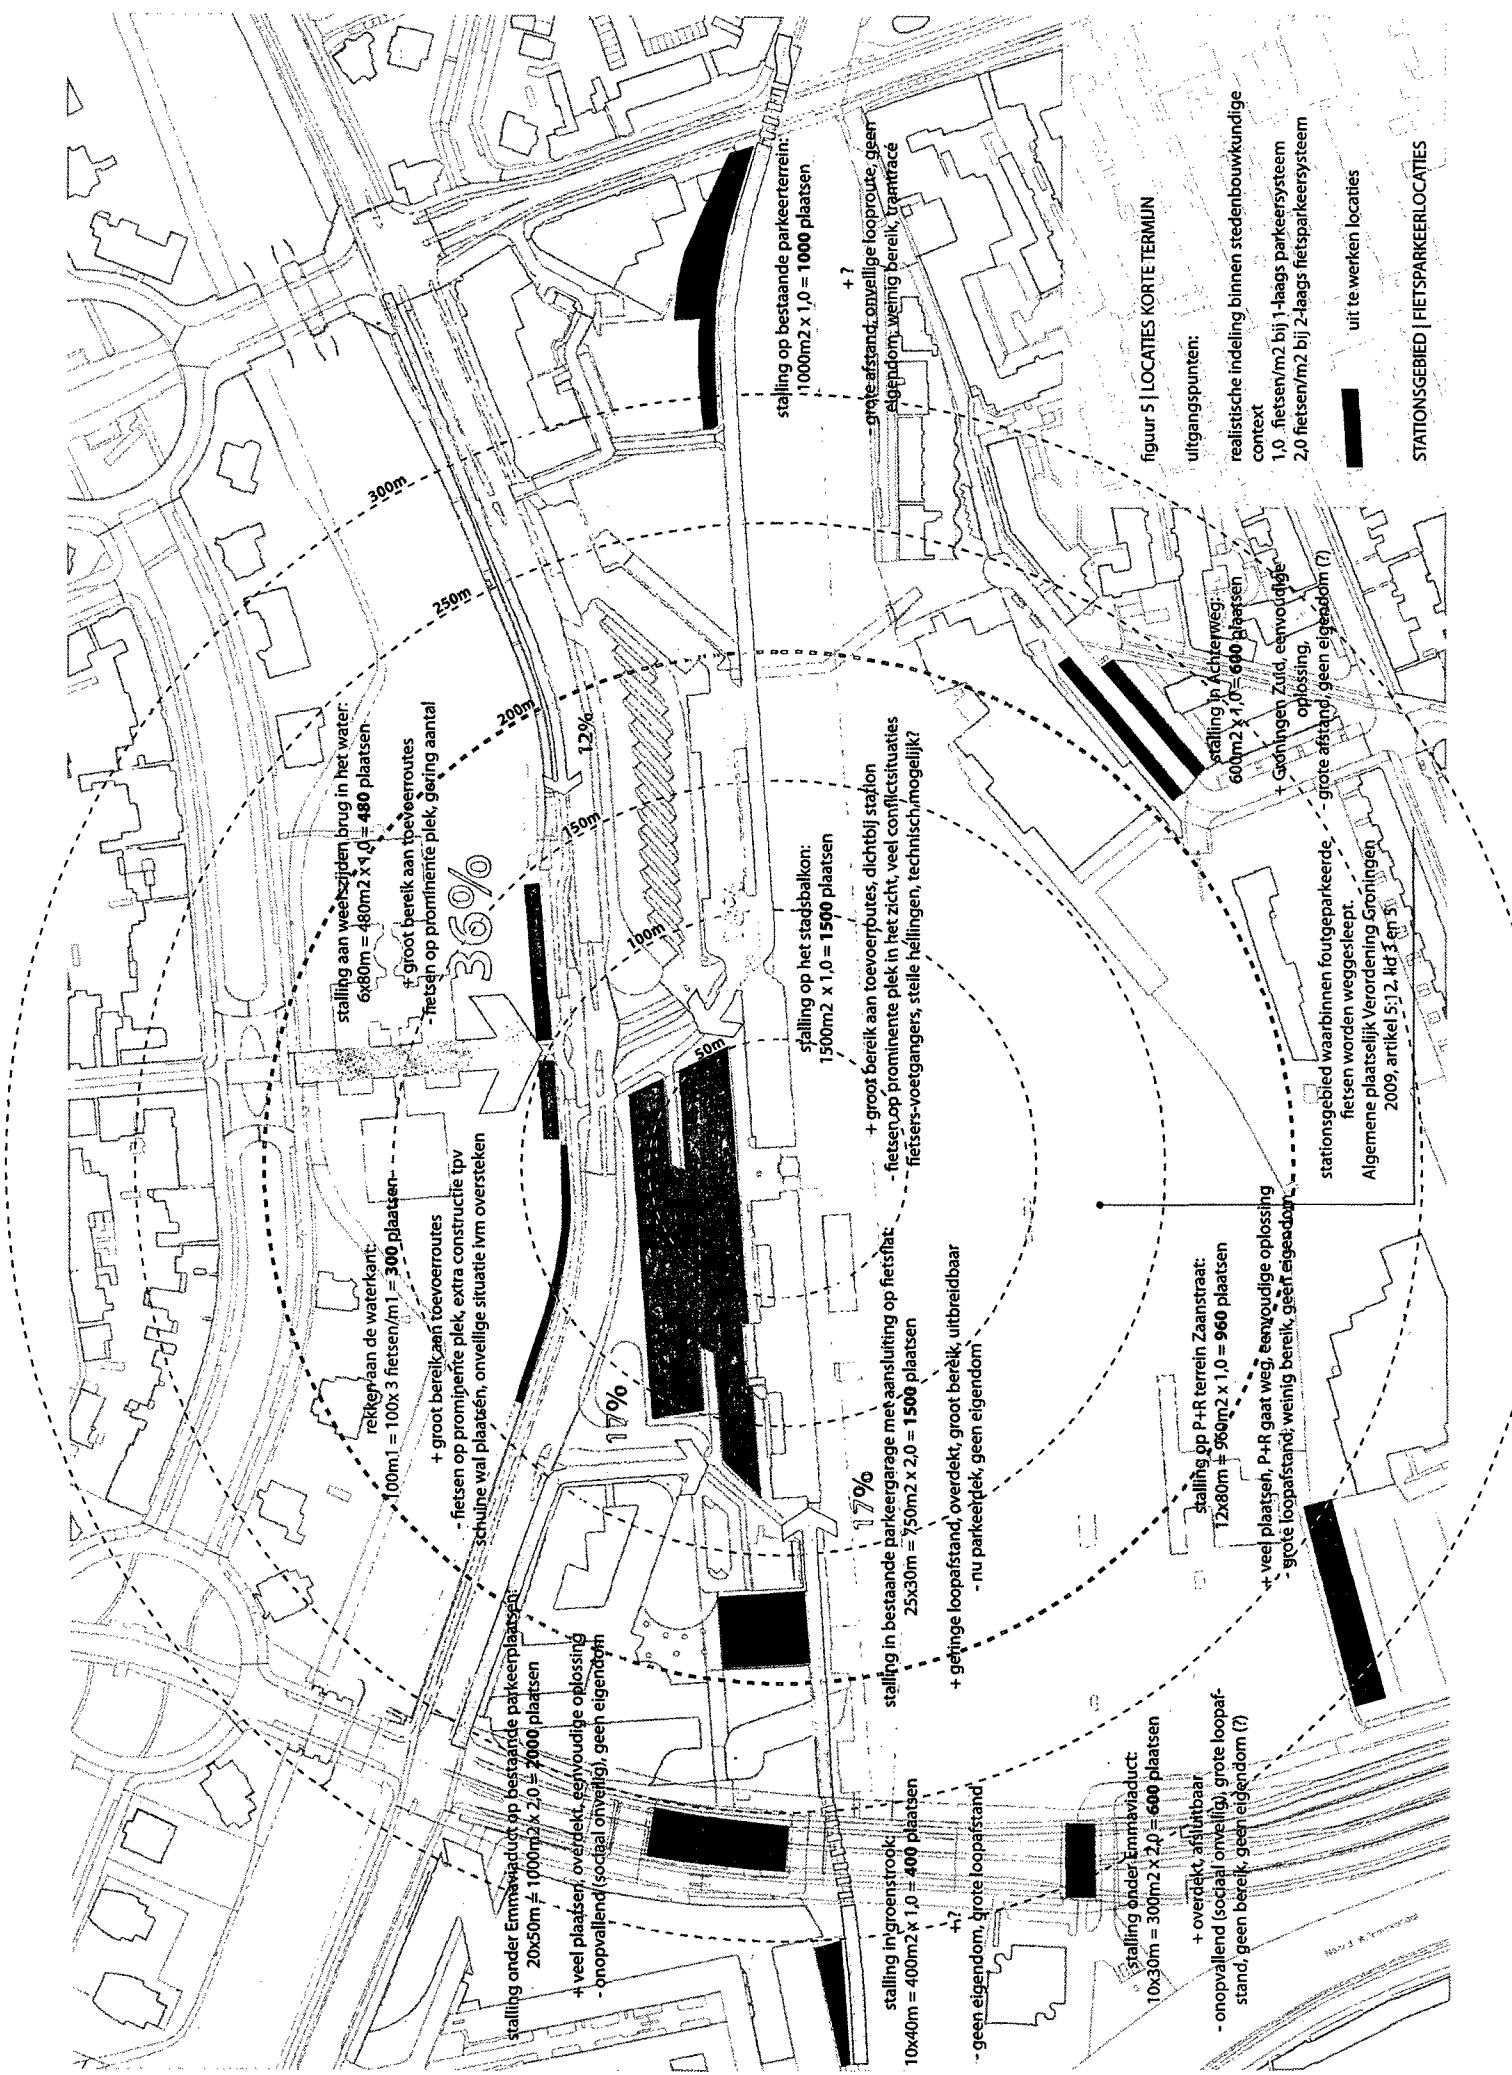 stalling onder Emmaviaduct op bestaande parkeerplaatsen:
20x50m = 1000m2 x 2,0 = 2000 plaatsen
+ veel plaatsen, overdekt, eenvoudige oplossing
- onopvallend (sociaal onveilig), geen eigendom
rekken aan de waterkant:
100m1 = 100x 3 fietsen/m1 = 300 plaatsen
+ groot bereik aan toevoerroutes
- fietsen op prominente plek, extra constructie tpv
schuine wal plaatsen, onveilige situatie ivm oversteken
stalling aan weerszijden brug in het water:
6x80m = 480m2 x 1,0 = 480 plaatsen
+ groot bereik aan toevoerroutes
- fietsen op prominente plek, gering aantal
36%
12%
17%
17%
50m
100m
150m
200m
250m
300m
stalling in groenstrook:
10x40m = 400m2 x 1,0 = 400 plaatsen
+ ?
- geen eigendom, grote loopafstand
stalling in bestaande parkeergarage met aansluiting op fietsflat:
25x30m = 750m2 x 2,0 = 1500 plaatsen
+ geringe loopafstand, overdekt, groot bereik, uitbreidbaar
- nu parkeerdek, geen eigendom
stalling op het stadsbalkon:
1500m2 x 1,0 = 1500 plaatsen
+ groot bereik aan toevoerroutes, dichtbij station
- fietsen op prominente plek in het zicht, veel conflictsituaties
fietsers-voetgangers, steile hellingen, technisch mogelijk?
stalling op bestaande parkeerterrein:
1000m2 x 1,0 = 1000 plaatsen
+ ?
- grote afstand, onveilige looproute, geen
eigendom, weinig bereik, tramtracé
stalling onder Emmaviaduct:
10x30m = 300m2 x 2,0 = 600 plaatsen
+ overdekt, afsluitbaar
- onopvallend (sociaal onveilig), grote loopaf-
stand, geen bereik, geen eigendom (?)
stalling op P+R terrein Zaanstraat:
12x80m = 960m2 x 1,0 = 960 plaatsen
+ veel plaatsen, P+R gaat weg, eenvoudige oplossing
- grote loopafstand, weinig bereik, geen eigendom
stationsgebied waarbinnen foutgeparkeerde
fietsen worden weggesleept.
Algemene plaatselijk Verordening Groningen
2009, artikel 5:12, lid 3 en 5
stalling in Achterweg:
600m2 x 1,0 = 600 plaatsen
+ Groningen Zuid, eenvoudige
oplossing,
- grote afstand, geen eigendom (?)
figuur 5 | LOCATIES KORTE TERMIJN
uitgangspunten:
realistische indeling binnen stedenbouwkundige
context
1,0 fietsen/m2 bij 1-laags parkeersysteem
2,0 fietsen/m2 bij 2-laags fietsparkeersysteem
uit te werken locaties
STATIONSGEBIED | FIETSPARKEERLOCATIES